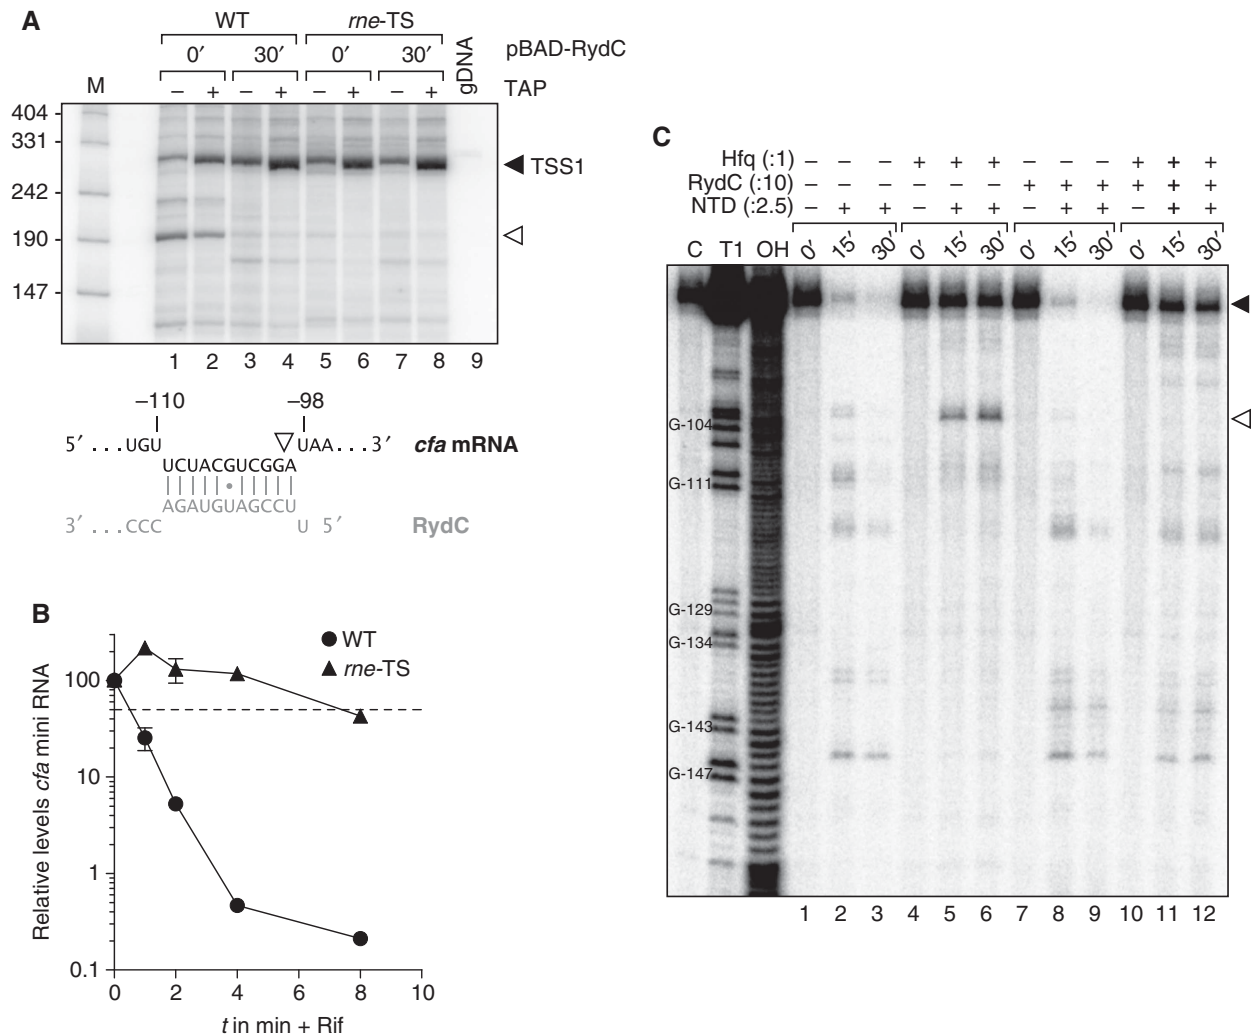 A
WT rne-TS
0′ 30′ 0′ 30′ gDNA pBAD-RydC
M − + − + − + − + TAP
404
331
242
190
147
TSS1
1 2 3 4 5 6 7 8 9
−110 −98
5′ ...UGU UAA...3′ cfa mRNA
UCUACGUCGGA
AGAUGUAGCCU
3′ ...CCC U 5′ RydC
B
WT
rne-TS
Relative levels cfa mini RNA
100
10
1
0.1
0 2 4 6 8 10
t in min + Rif
C
Hfq (:1) − − − + + + − − − + + +
RydC (:10) − − − − − − + + + + + +
NTD (:2.5) − + + − + + − + + − + +
C T1 OH 0′ 15′ 30′ 0′ 15′ 30′ 0′ 15′ 30′ 0′ 15′ 30′
G-104
G-111
G-129
G-134
G-143
G-147
1 2 3 4 5 6 7 8 9 10 11 12